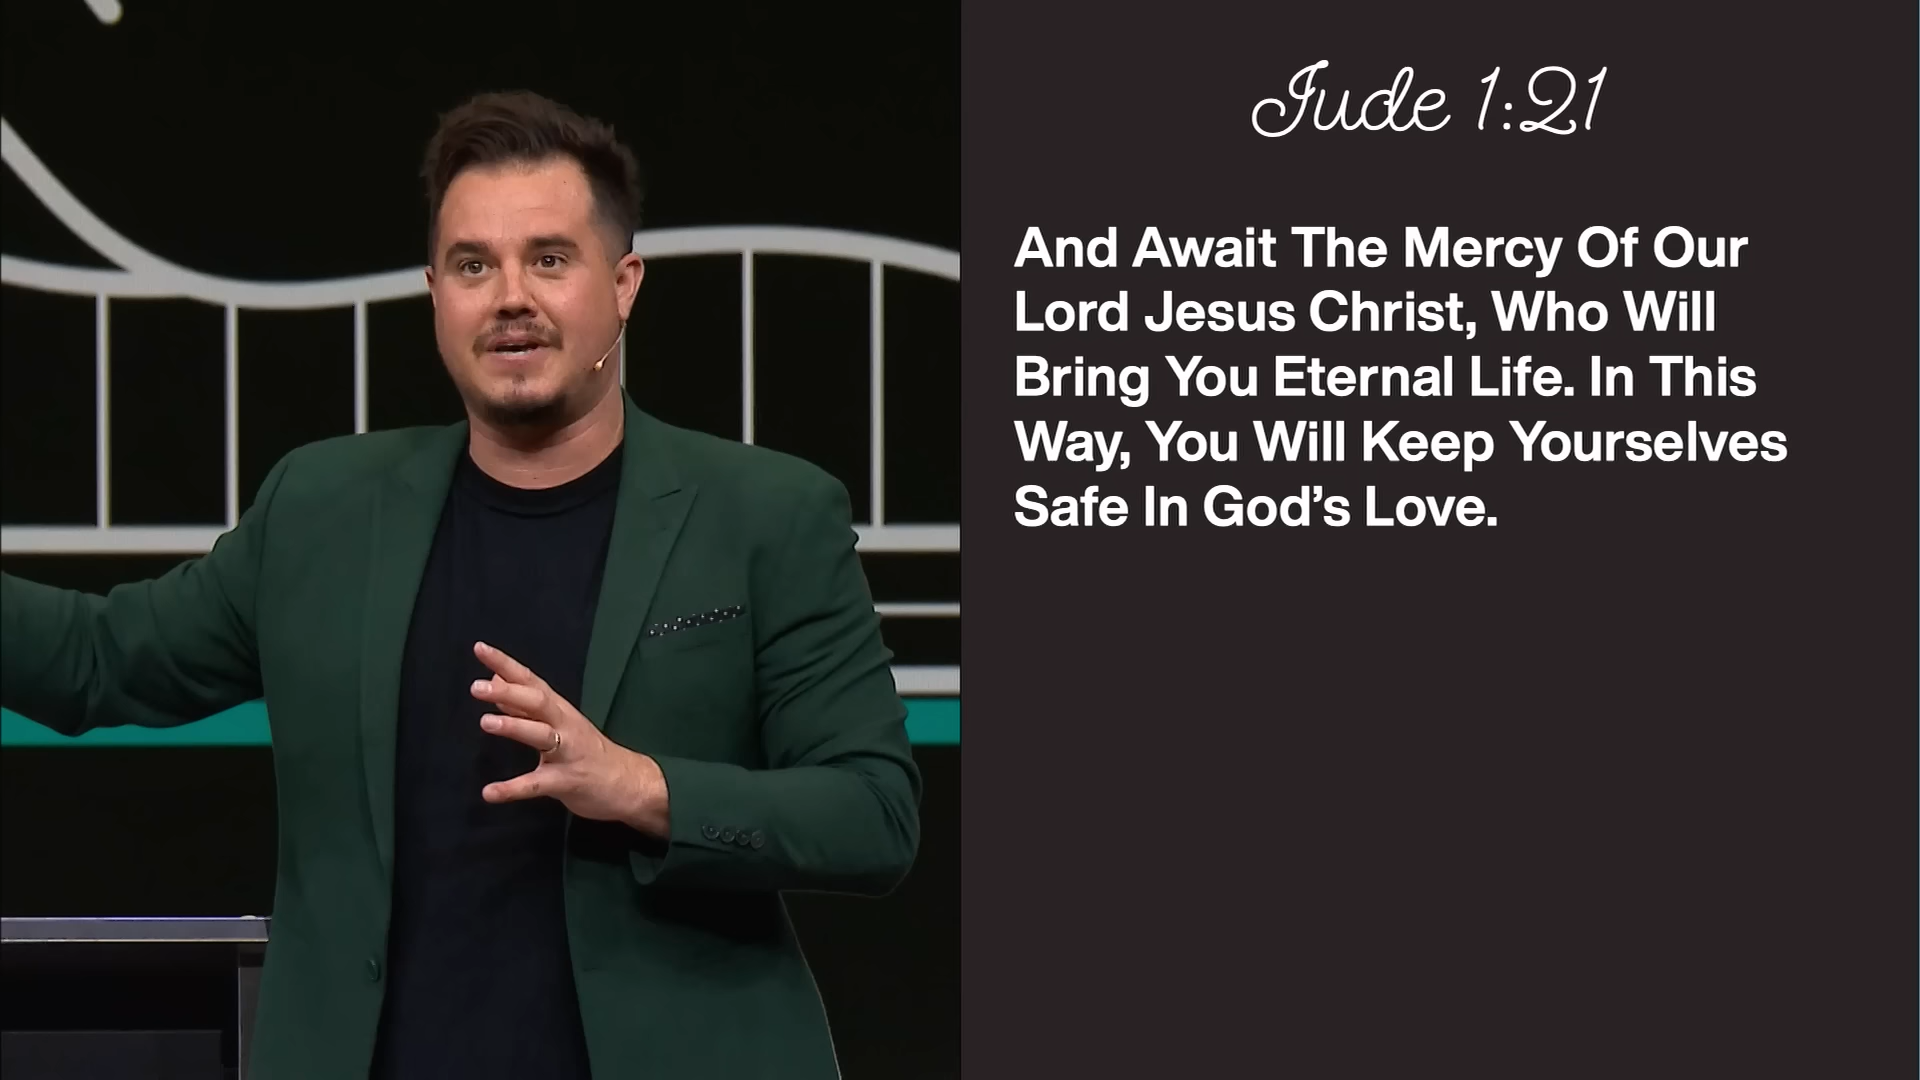 Jude 1:21
And Await The Mercy Of Our
Lord Jesus Christ, Who Will
Bring You Eternal Life. In This
Way, You Will Keep Yourselves
Safe In God’s Love.